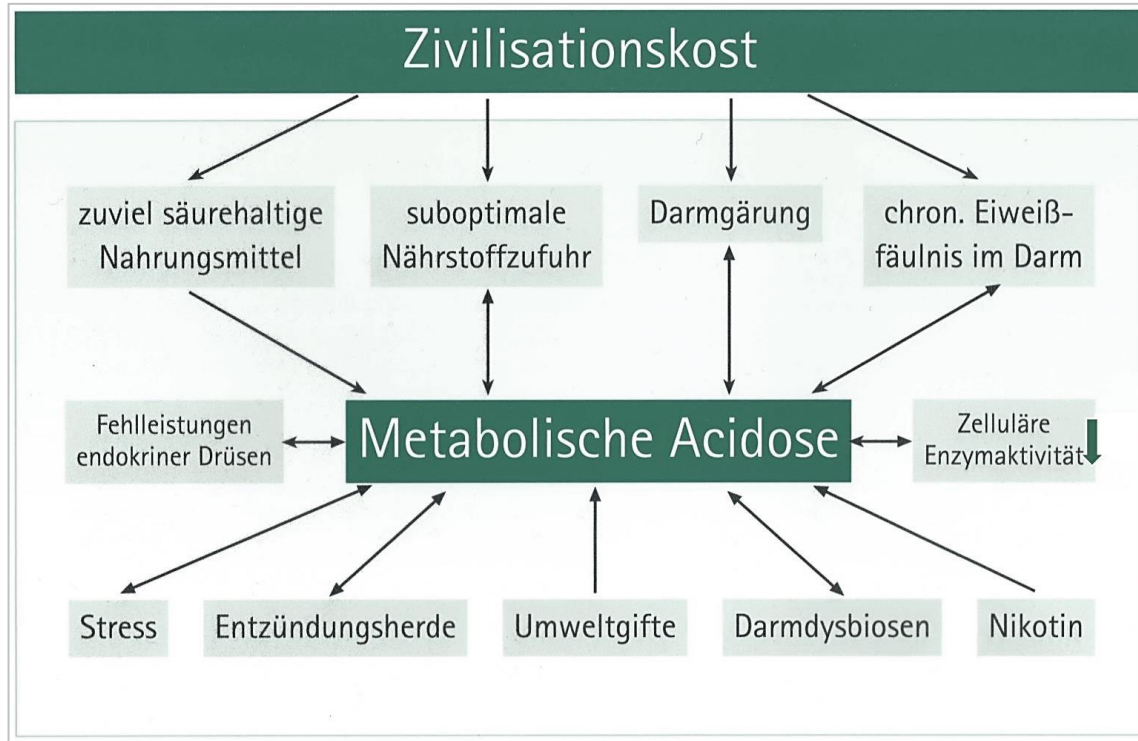 Zivilisationskost
zuviel säurehaltige
Nahrungsmittel
suboptimale
Nährstoffzufuhr
Darmgärung
chron. Eiweiß-
fäulnis im Darm
Fehlleistungen
endokriner Drüsen
Metabolische Acidose
Zelluläre
Enzymaktivität
Stress
Entzündungsherde
Umweltgifte
Darmdysbiosen
Nikotin